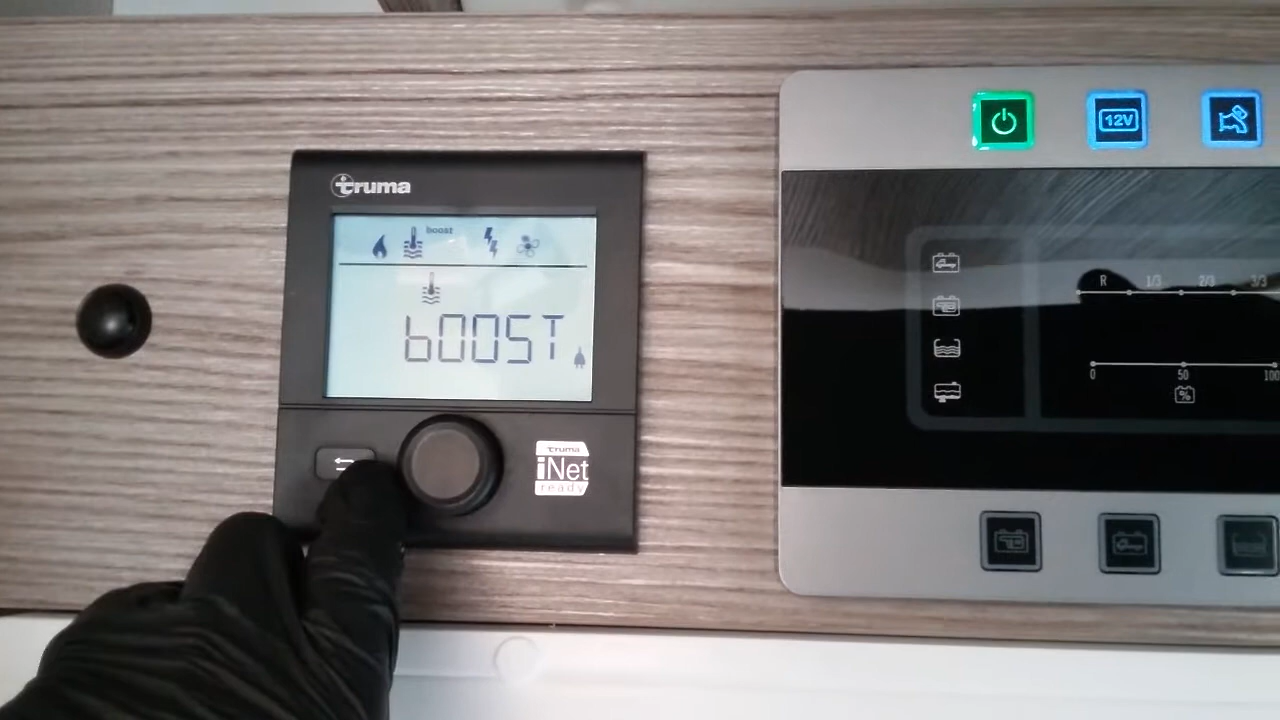 truma
boost
bOOST
truma
iNet
ready
12V
R 1/3 2/3 3/3
0 50 100
%